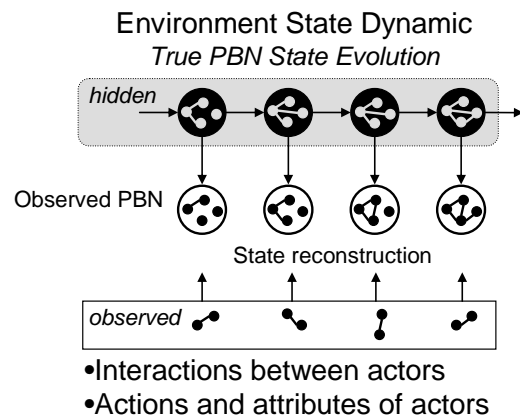 Environment State Dynamic
True PBN State Evolution
hidden
Observed PBN
State reconstruction
observed
•Interactions between actors
•Actions and attributes of actors